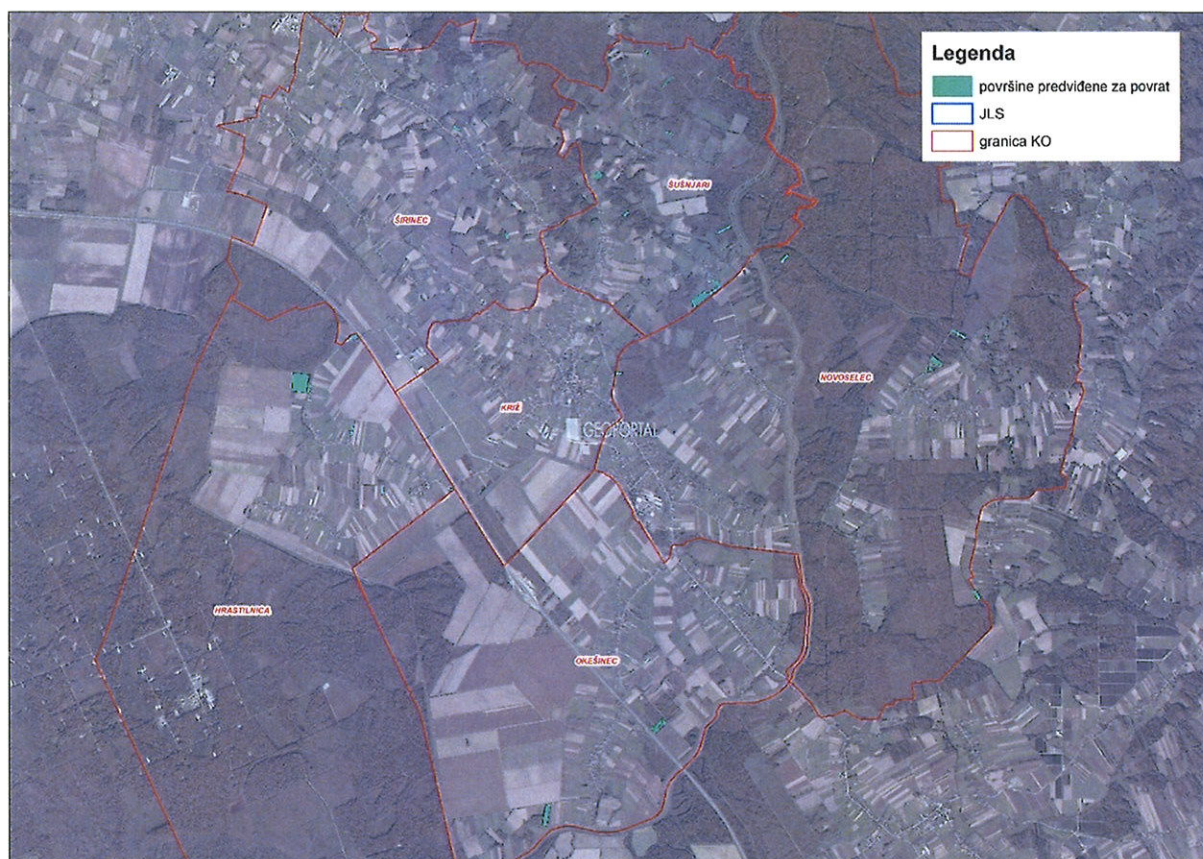 Legenda
površine predviđene za povrat
JLS
granica KO
ŠUŠNJARI
ŠIRINEC
NOVOSELEC
KRIŽ
GEOPORTAL
HRASTILNICA
OKEŠINEC